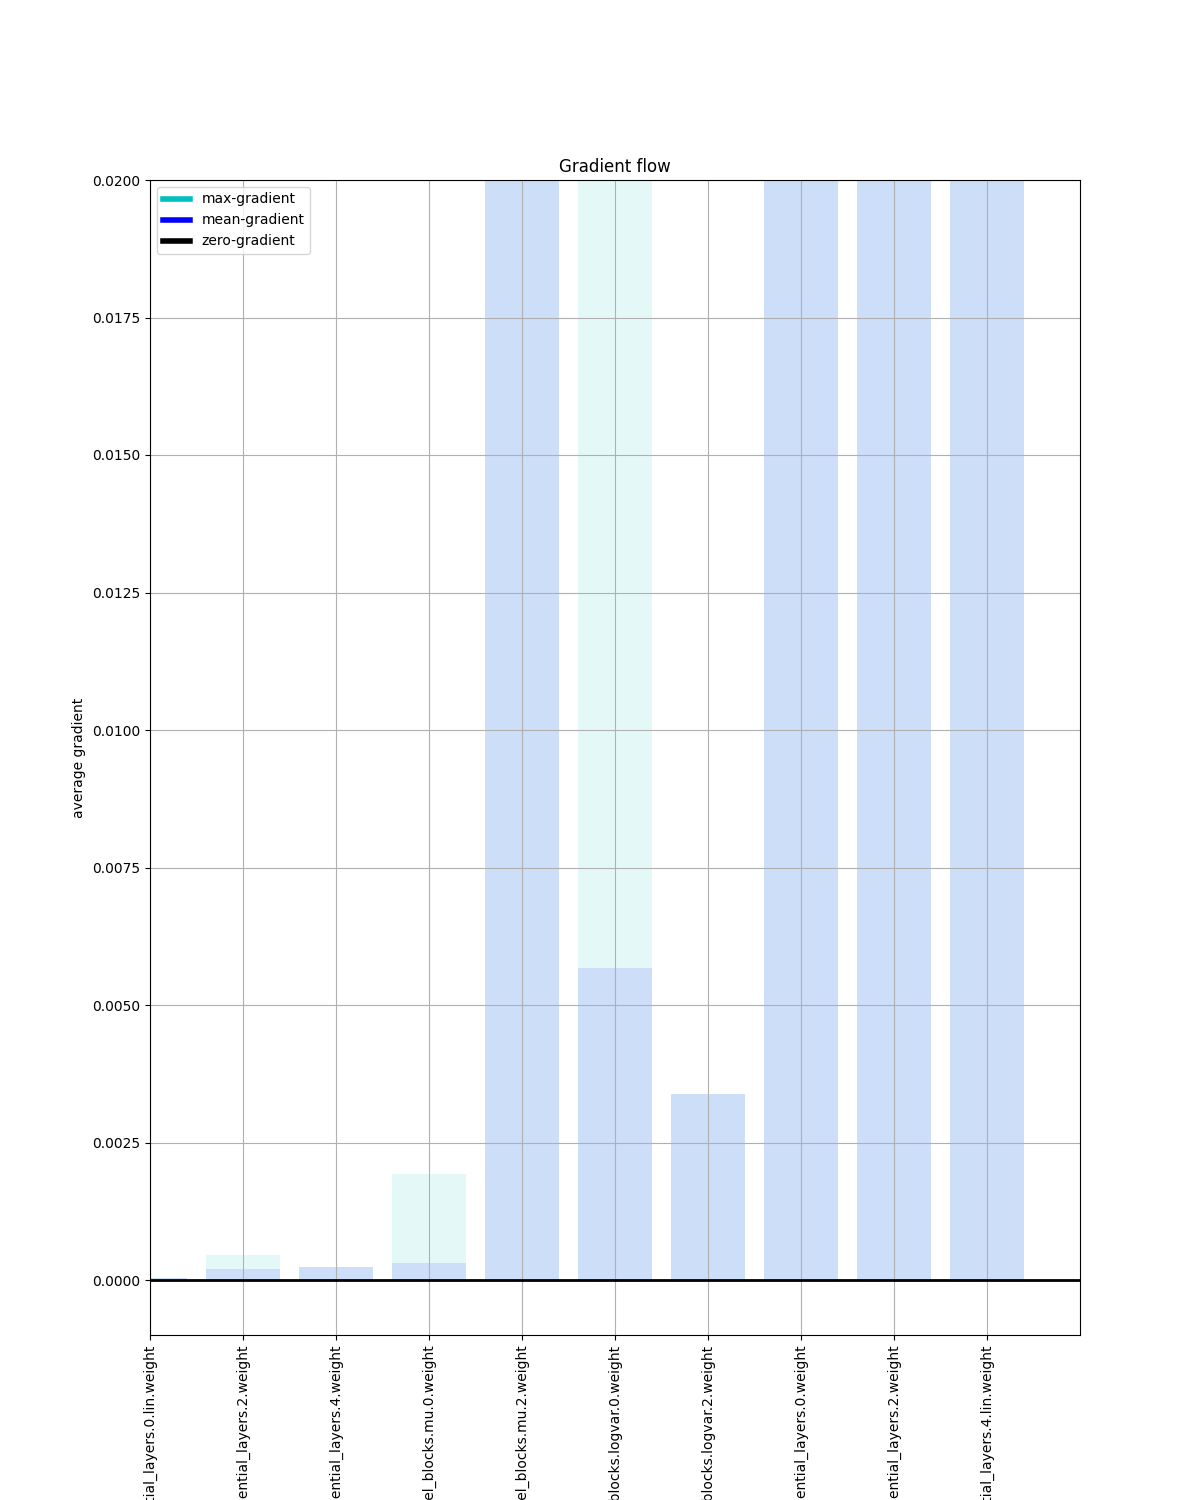 Gradient flow
max-gradient
mean-gradient
zero-gradient
0.0200
0.0175
0.0150
0.0125
0.0100
0.0075
0.0050
0.0025
0.0000
average gradient
tial_layers.0.lin.weight
ential_layers.2.weight
ential_layers.4.weight
el_blocks.mu.0.weight
el_blocks.mu.2.weight
blocks.logvar.0.weight
blocks.logvar.2.weight
ential_layers.0.weight
ential_layers.2.weight
tial_layers.4.lin.weight